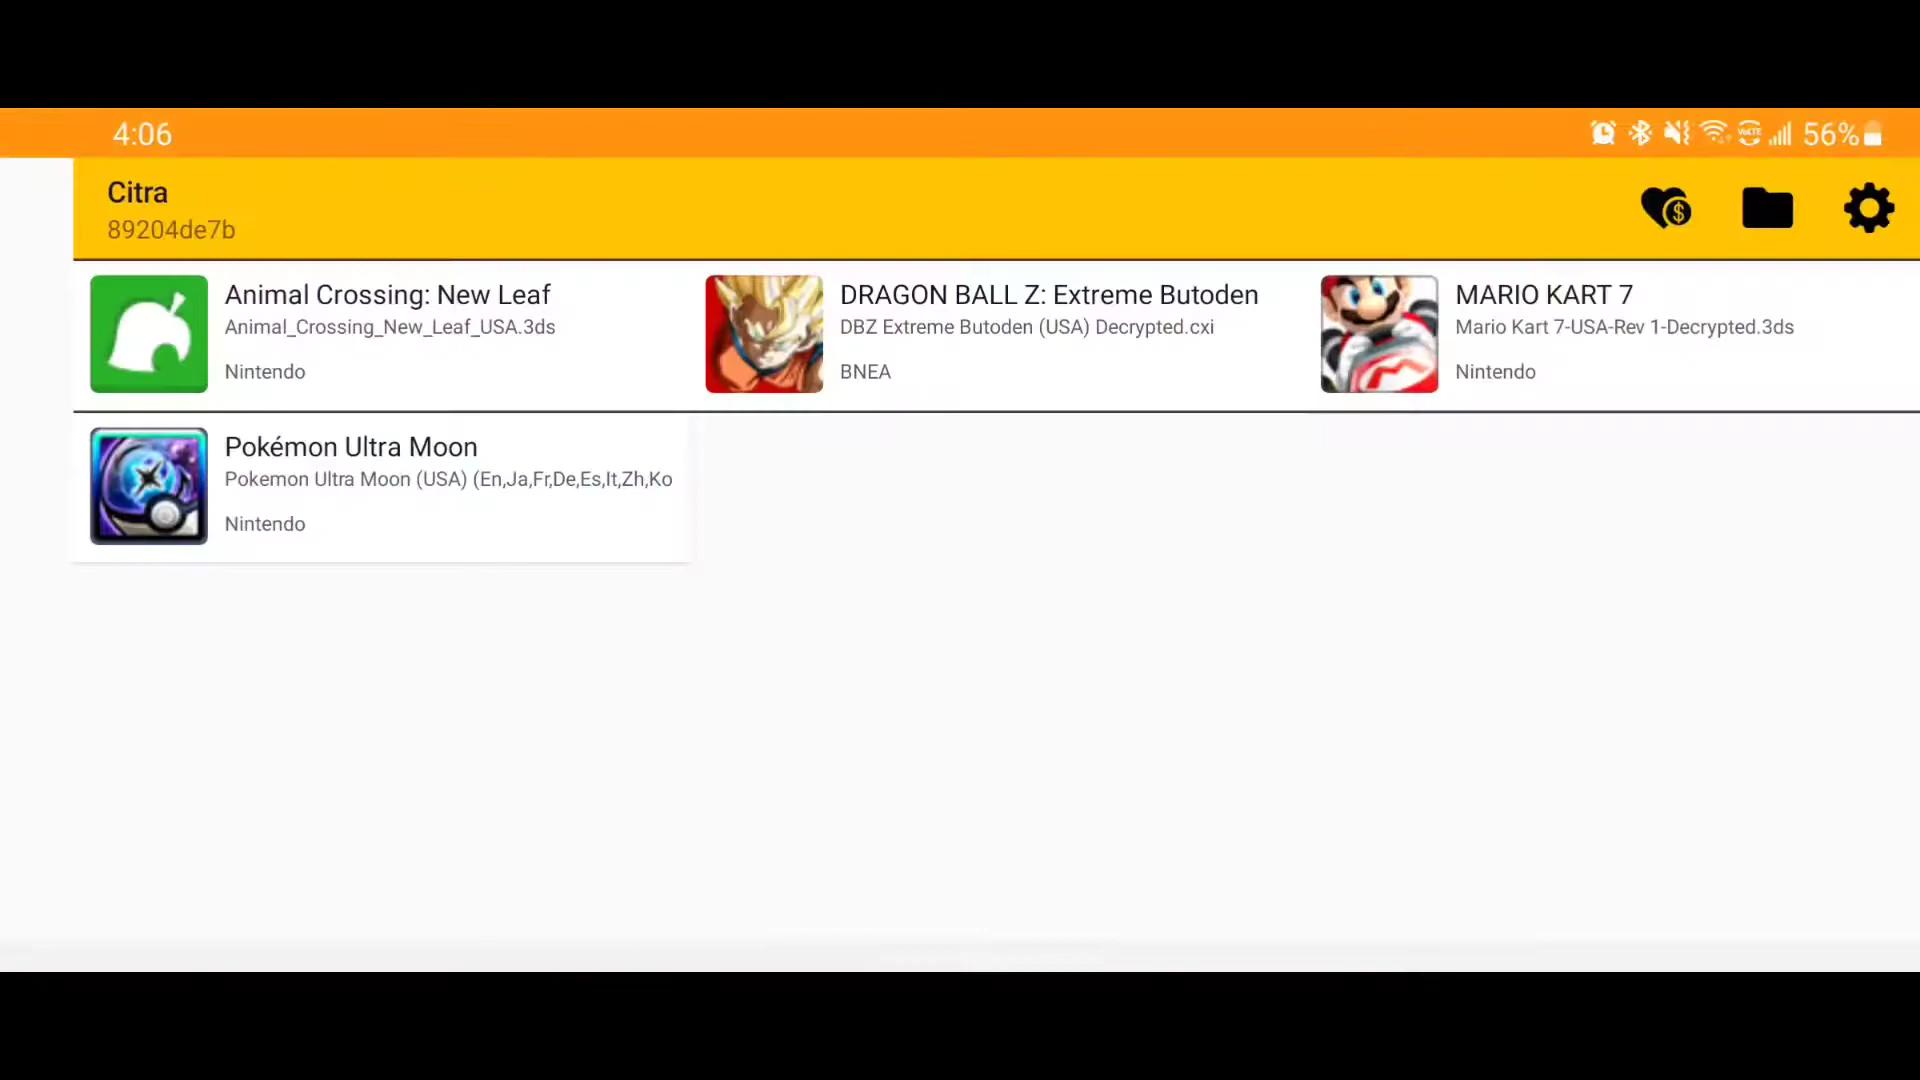 4:06
VoLTE
56%
Citra
89204de7b
Animal Crossing: New Leaf
Animal_Crossing_New_Leaf_USA.3ds
Nintendo
DRAGON BALL Z: Extreme Butoden
DBZ Extreme Butoden (USA) Decrypted.cxi
BNEA
MARIO KART 7
Mario Kart 7-USA-Rev 1-Decrypted.3ds
Nintendo
Pokémon Ultra Moon
Pokemon Ultra Moon (USA) (En,Ja,Fr,De,Es,It,Zh,Ko
Nintendo